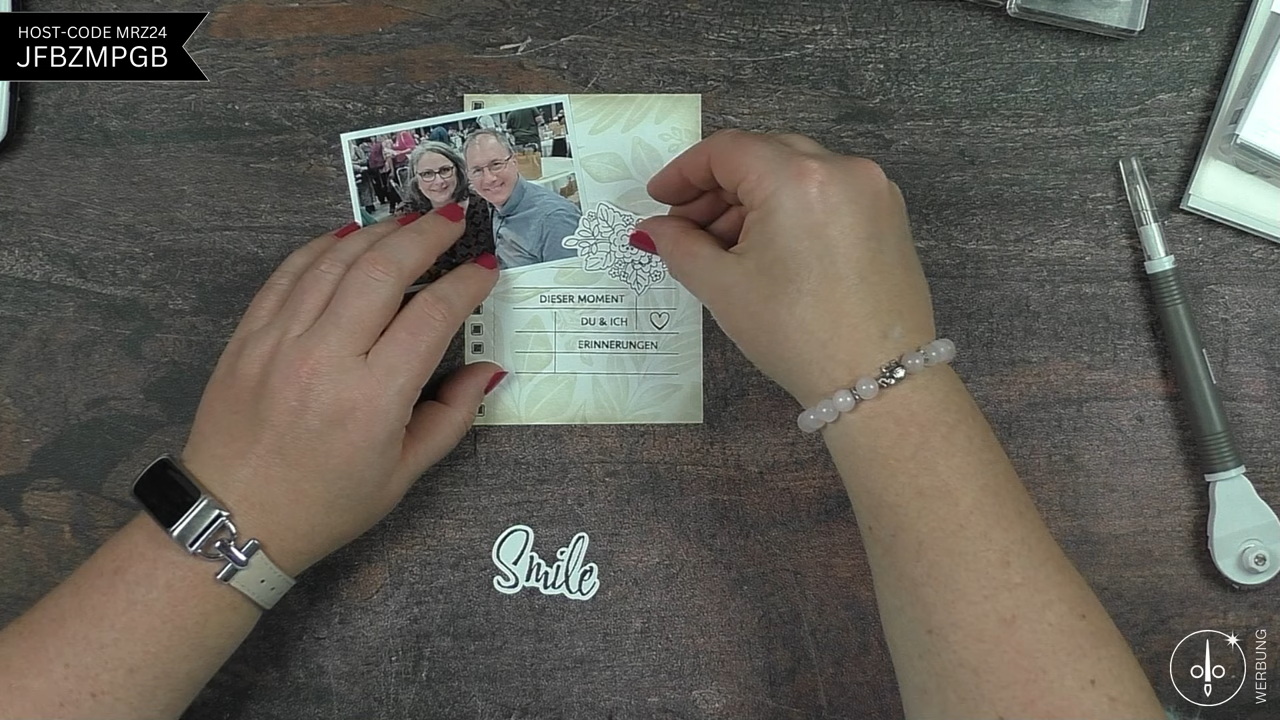 HOST-CODE MRZ24
JFBZMPGB
DIESER MOMENT
DU & ICH
ERINNERUNGEN
Smile
WERBUNG